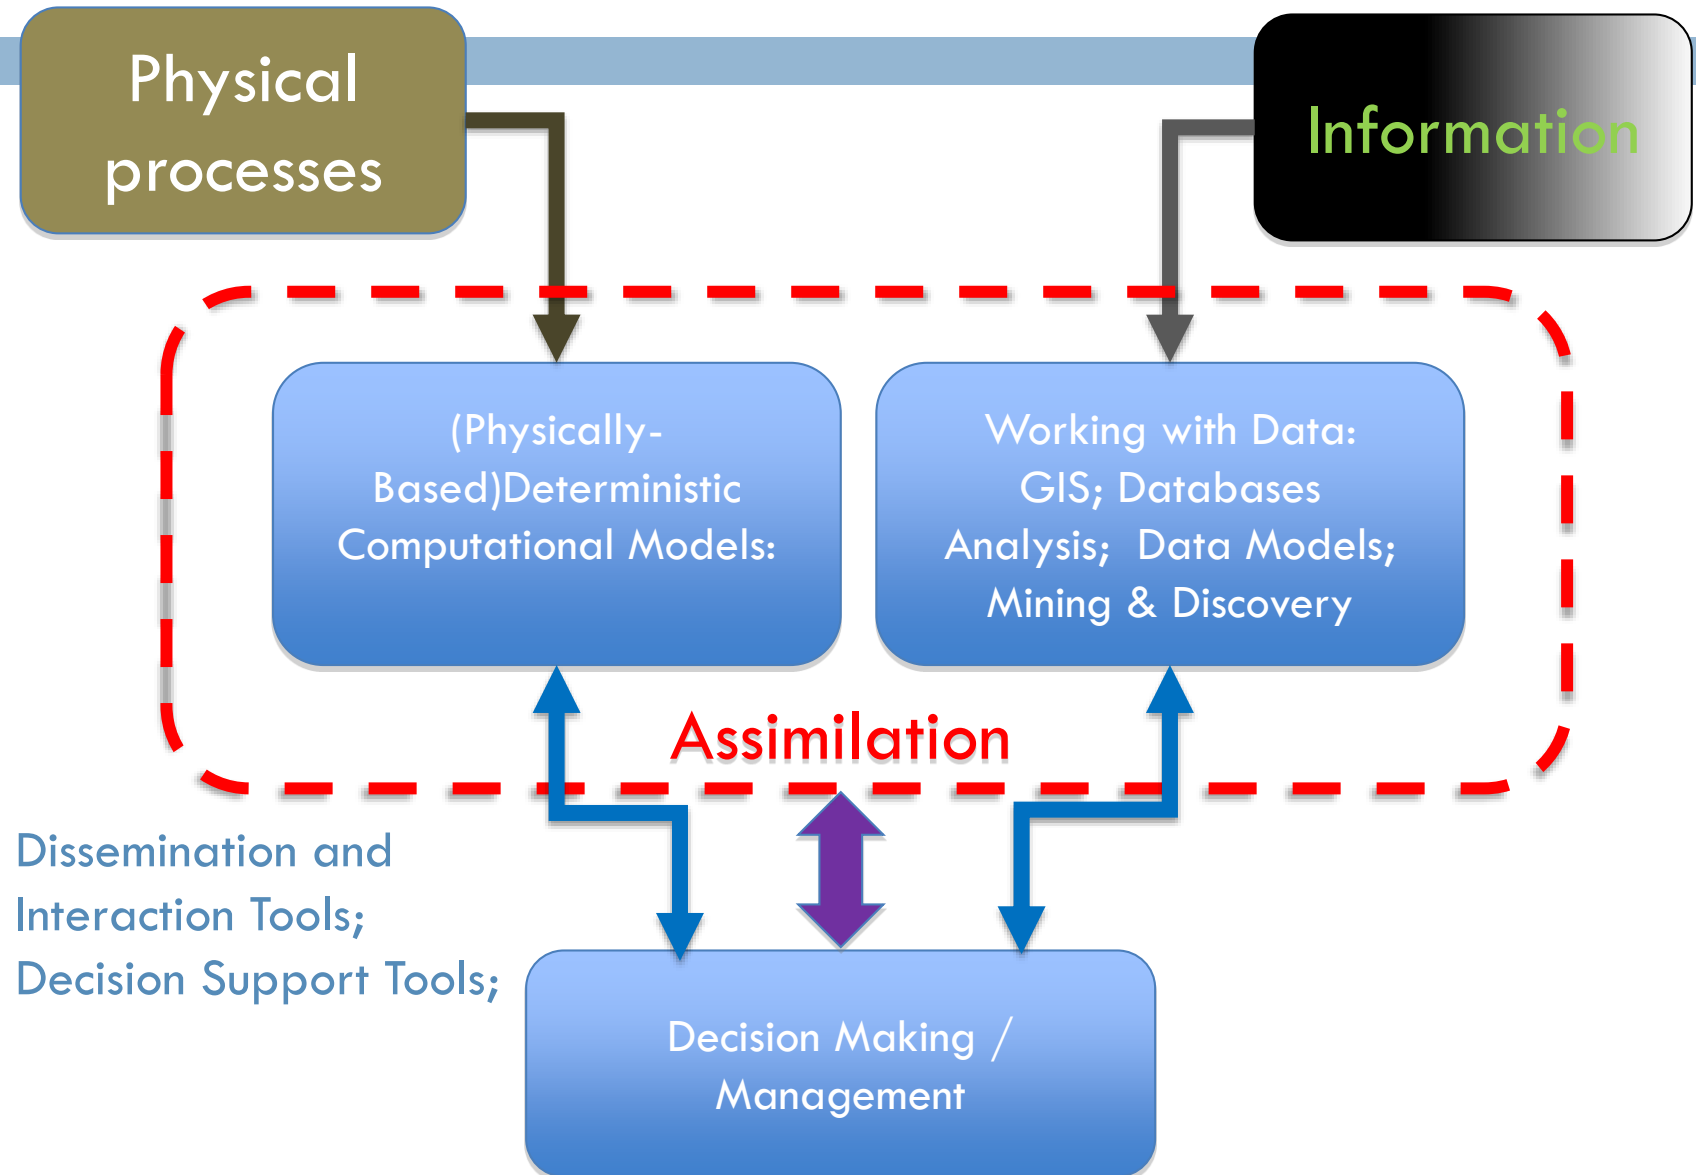 Physical
processes
Information
(Physically-
Based)Deterministic
Computational Models:
Working with Data:
GIS; Databases
Analysis;  Data Models;
Mining & Discovery
Assimilation
Dissemination and
Interaction Tools;
Decision Support Tools;
Decision Making /
Management